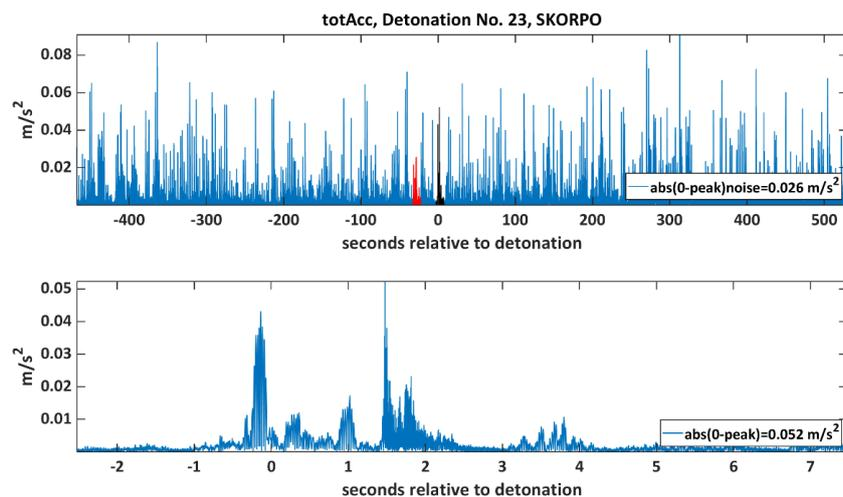 totAcc, Detonation No. 23, SKORPO
0.08
0.06
0.04
0.02
m/s²
abs(0-peak)noise=0.026 m/s²
-400 -300 -200 -100 0 100 200 300 400 500
seconds relative to detonation
0.05
0.04
0.03
0.02
0.01
m/s²
abs(0-peak)=0.052 m/s²
-2 -1 0 1 2 3 4 5 6 7
seconds relative to detonation